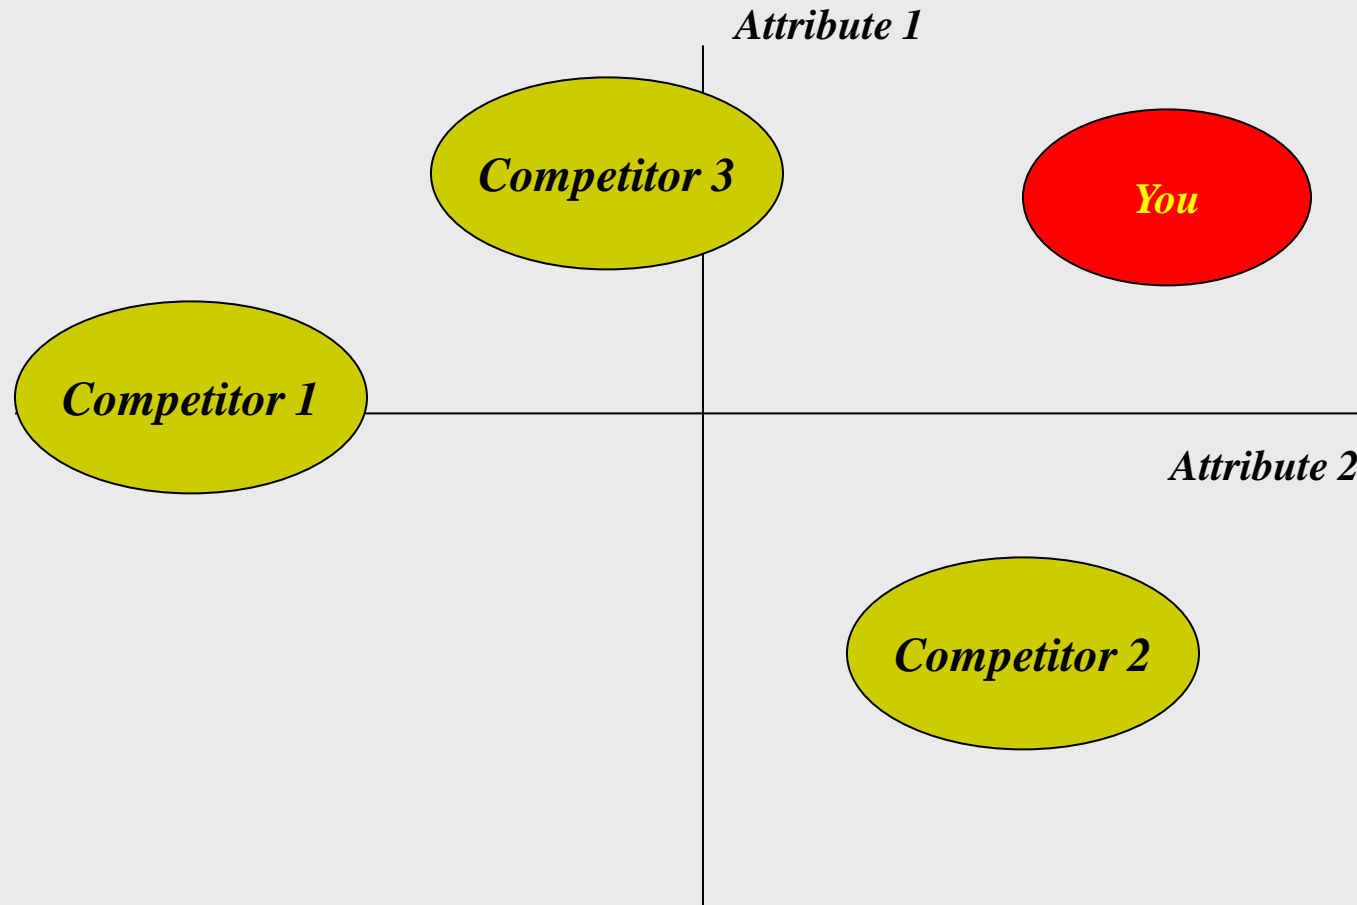 Attribute 1
Competitor 3
You
Competitor 1
Attribute 2
Competitor 2